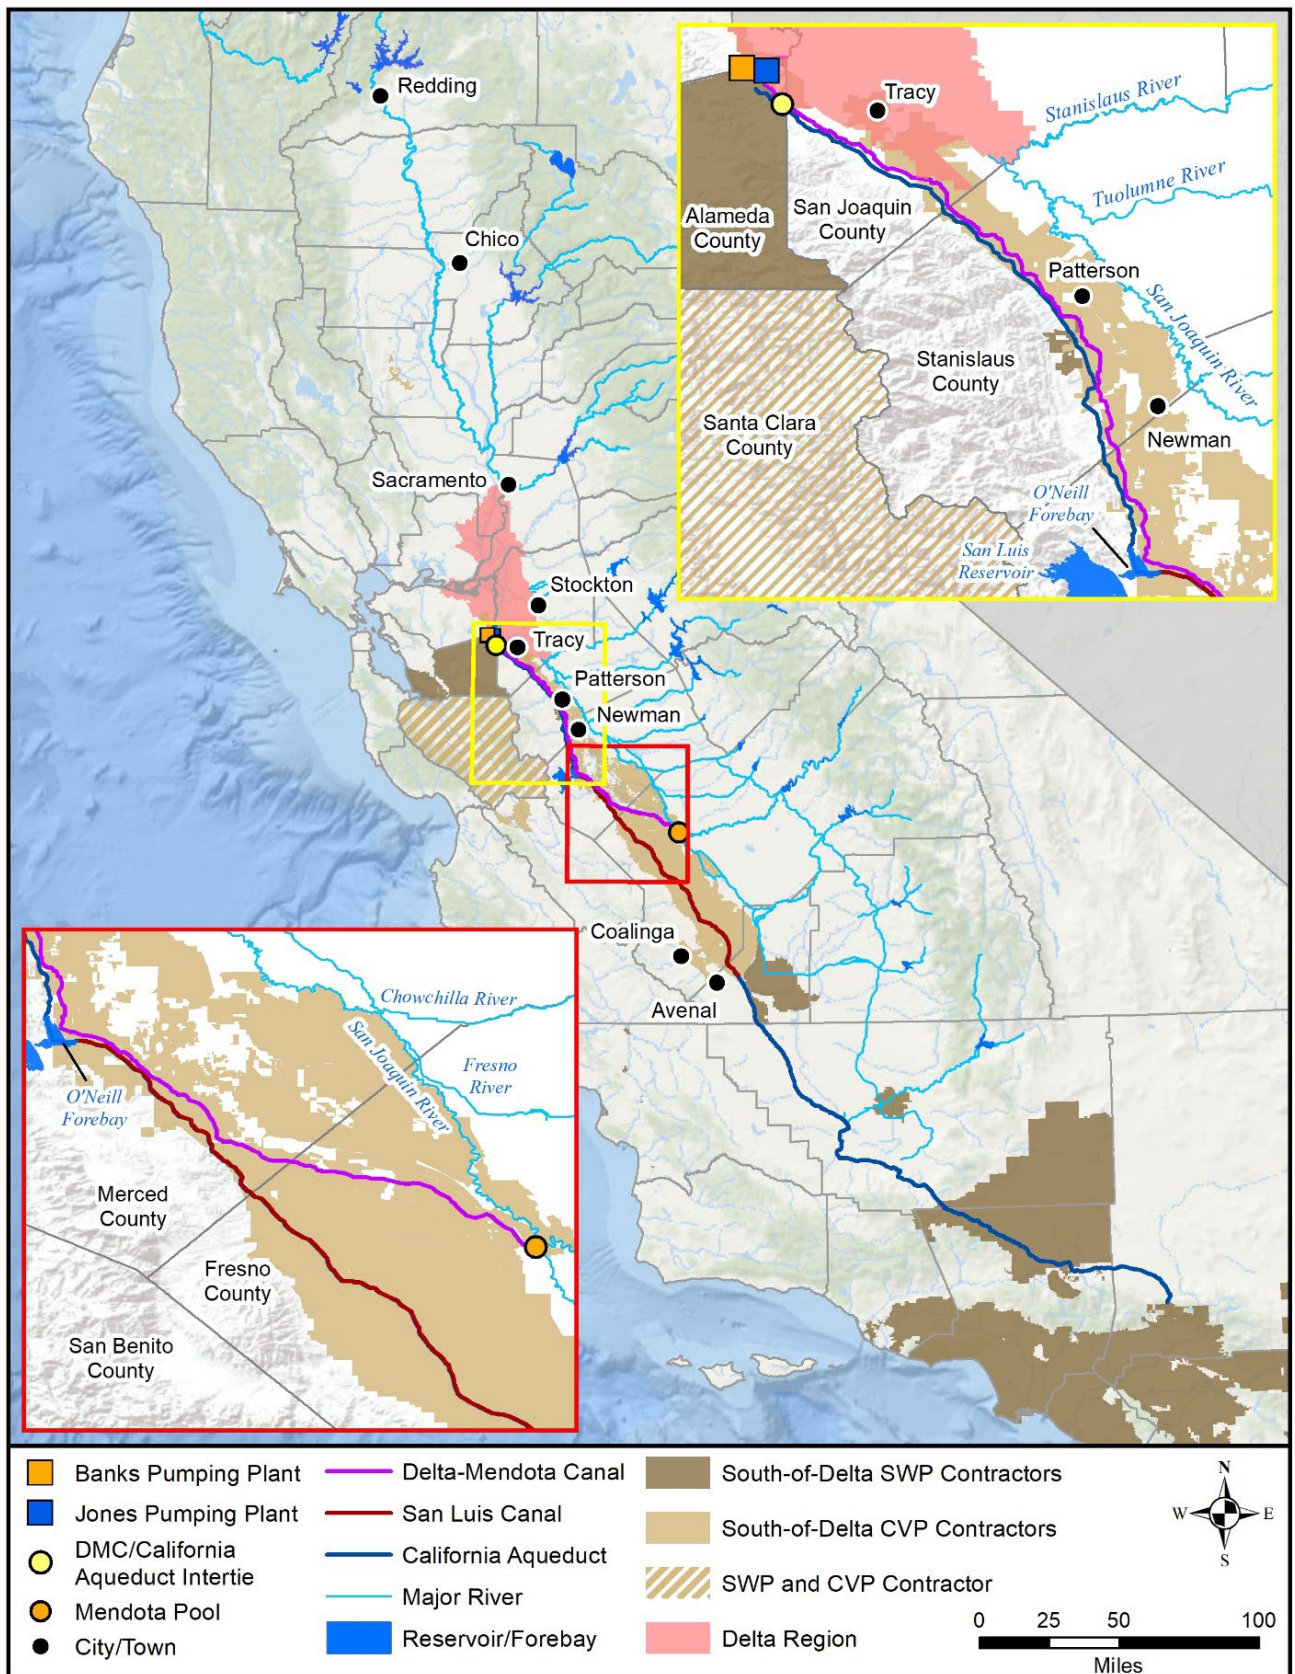 Redding
Chico
Sacramento
Stockton
Tracy
Patterson
Newman
Coalinga
Avenal
Tracy
Stanislaus River
Tuolumne River
Alameda
County
San Joaquin
County
Patterson
San Joaquin River
Stanislaus
County
Santa Clara
County
Newman
O'Neill
Forebay
San Luis
Reservoir
Chowchilla River
San Joaquin River
Fresno
River
O'Neill
Forebay
Merced
County
Fresno
County
San Benito
County
Banks Pumping Plant
Jones Pumping Plant
DMC/California
Aqueduct Intertie
Mendota Pool
City/Town
Delta-Mendota Canal
San Luis Canal
California Aqueduct
Major River
Reservoir/Forebay
South-of-Delta SWP Contractors
South-of-Delta CVP Contractors
SWP and CVP Contractor
Delta Region
N
W E
S
0 25 50 100
Miles